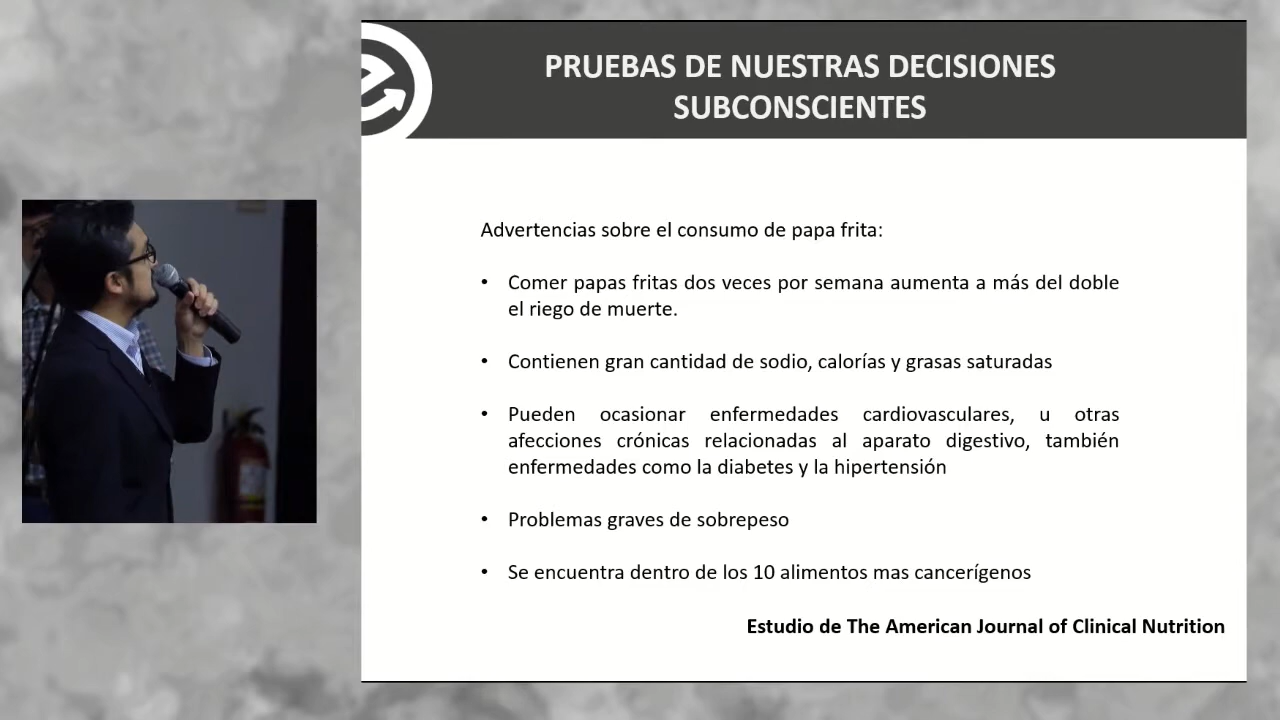 PRUEBAS DE NUESTRAS DECISIONES
SUBCONSCIENTES
Advertencias sobre el consumo de papa frita:
• Comer papas fritas dos veces por semana aumenta a más del doble
el riego de muerte.
• Contienen gran cantidad de sodio, calorías y grasas saturadas
• Pueden ocasionar enfermedades cardiovasculares, u otras
afecciones crónicas relacionadas al aparato digestivo, también
enfermedades como la diabetes y la hipertensión
• Problemas graves de sobrepeso
• Se encuentra dentro de los 10 alimentos mas cancerígenos
Estudio de The American Journal of Clinical Nutrition